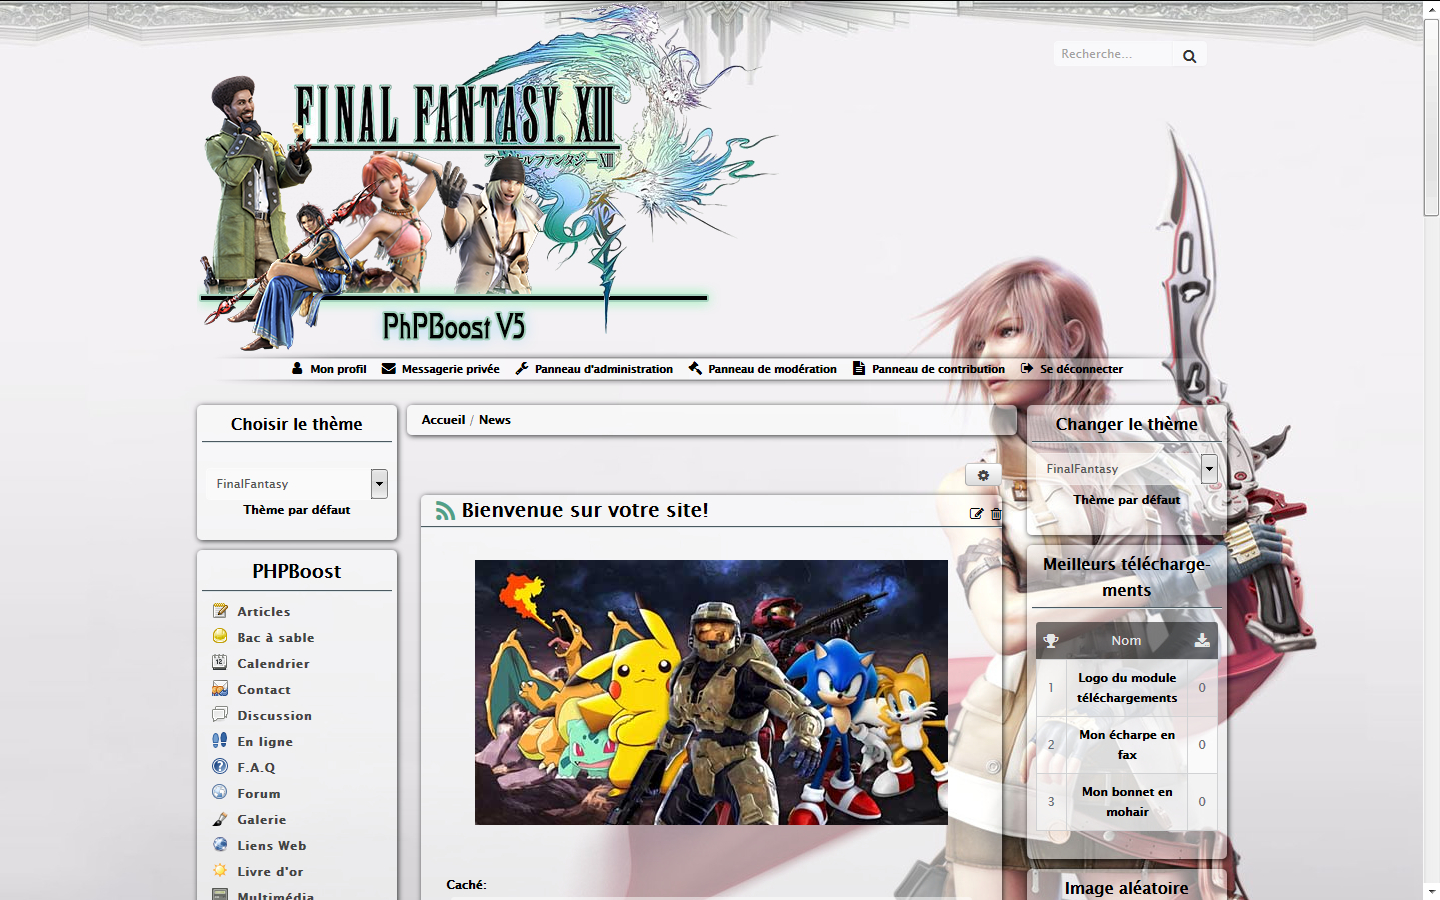 Recherche...
FINAL FANTASY XIII
ファイナルファンタジーXIII
PhPBoost V5
Mon profil
Messagerie privée
Panneau d'administration
Panneau de modération
Panneau de contribution
Se déconnecter
Choisir le thème
FinalFantasy
Thème par défaut
PHPBoost
Articles
Bac à sable
Calendrier
Contact
Discussion
En ligne
F.A.Q
Forum
Galerie
Liens Web
Livre d'or
Multimédia
Accueil / News
Bienvenue sur votre site!
Caché:
Changer le thème
FinalFantasy
Thème par défaut
Meilleurs télécharge-
ments
Nom
1 Logo du module
téléchargements 0
2 Mon écharpe en
fax 0
3 Mon bonnet en
mohair 0
Image aléatoire